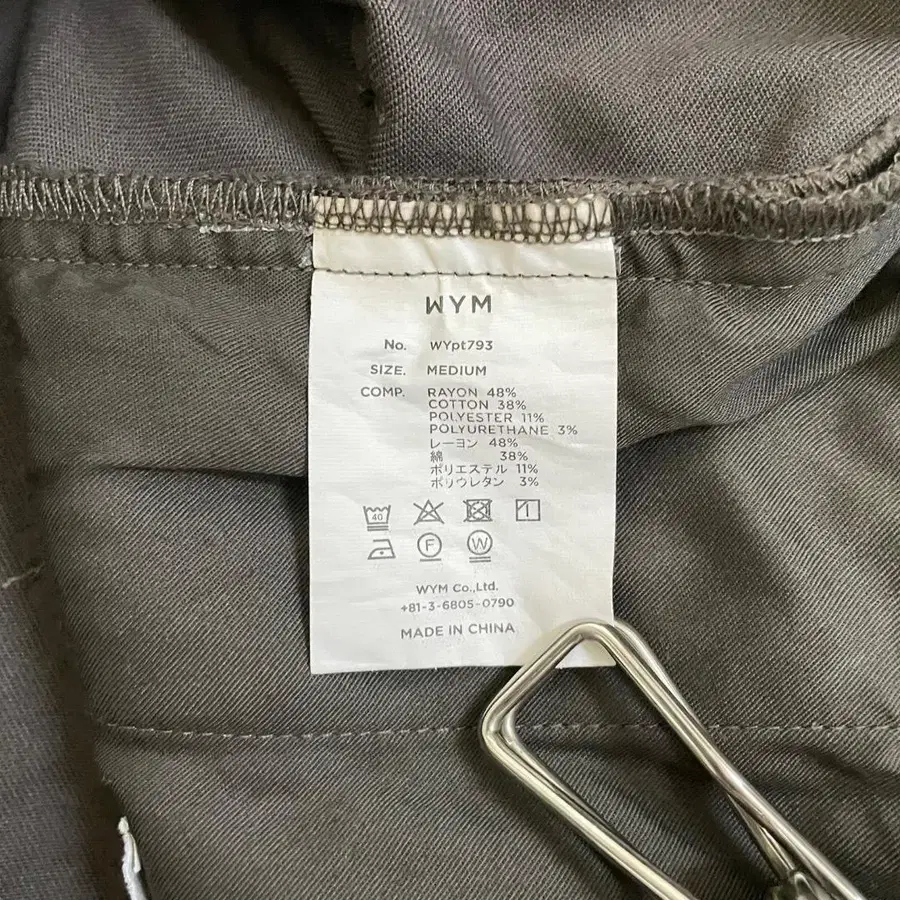 WYM
No. WYpt793
SIZE. MEDIUM
COMP. RAYON 48%
COTTON 38%
POLYESTER 11%
POLYURETHANE 3%
レーヨン 48%
綿 38%
ポリエステル 11%
ポリウレタン 3%
40
F W
WYM Co.,Ltd.
+81-3-6805-0790
MADE IN CHINA